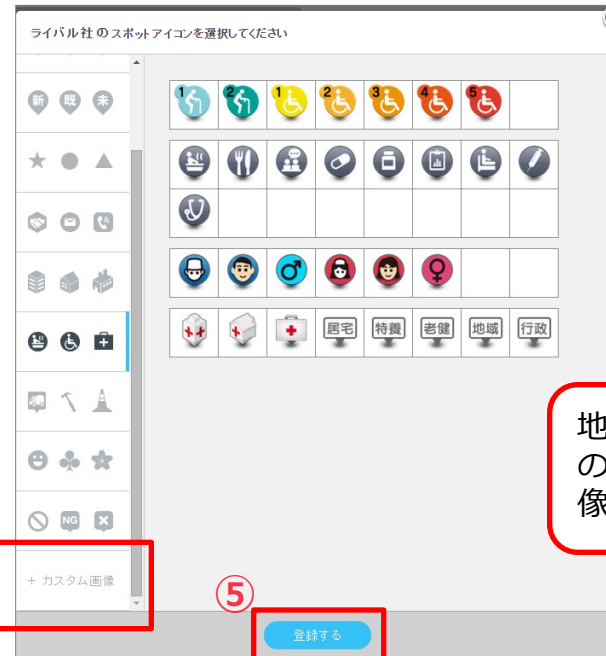 ライバル社 の スポットアイコンを選択してください
新 既 未
1 2 1 2 3 4 5
居宅 特養 老健 地域 行政
地
の
像
NG
+ カスタム画像
⑤
登録する